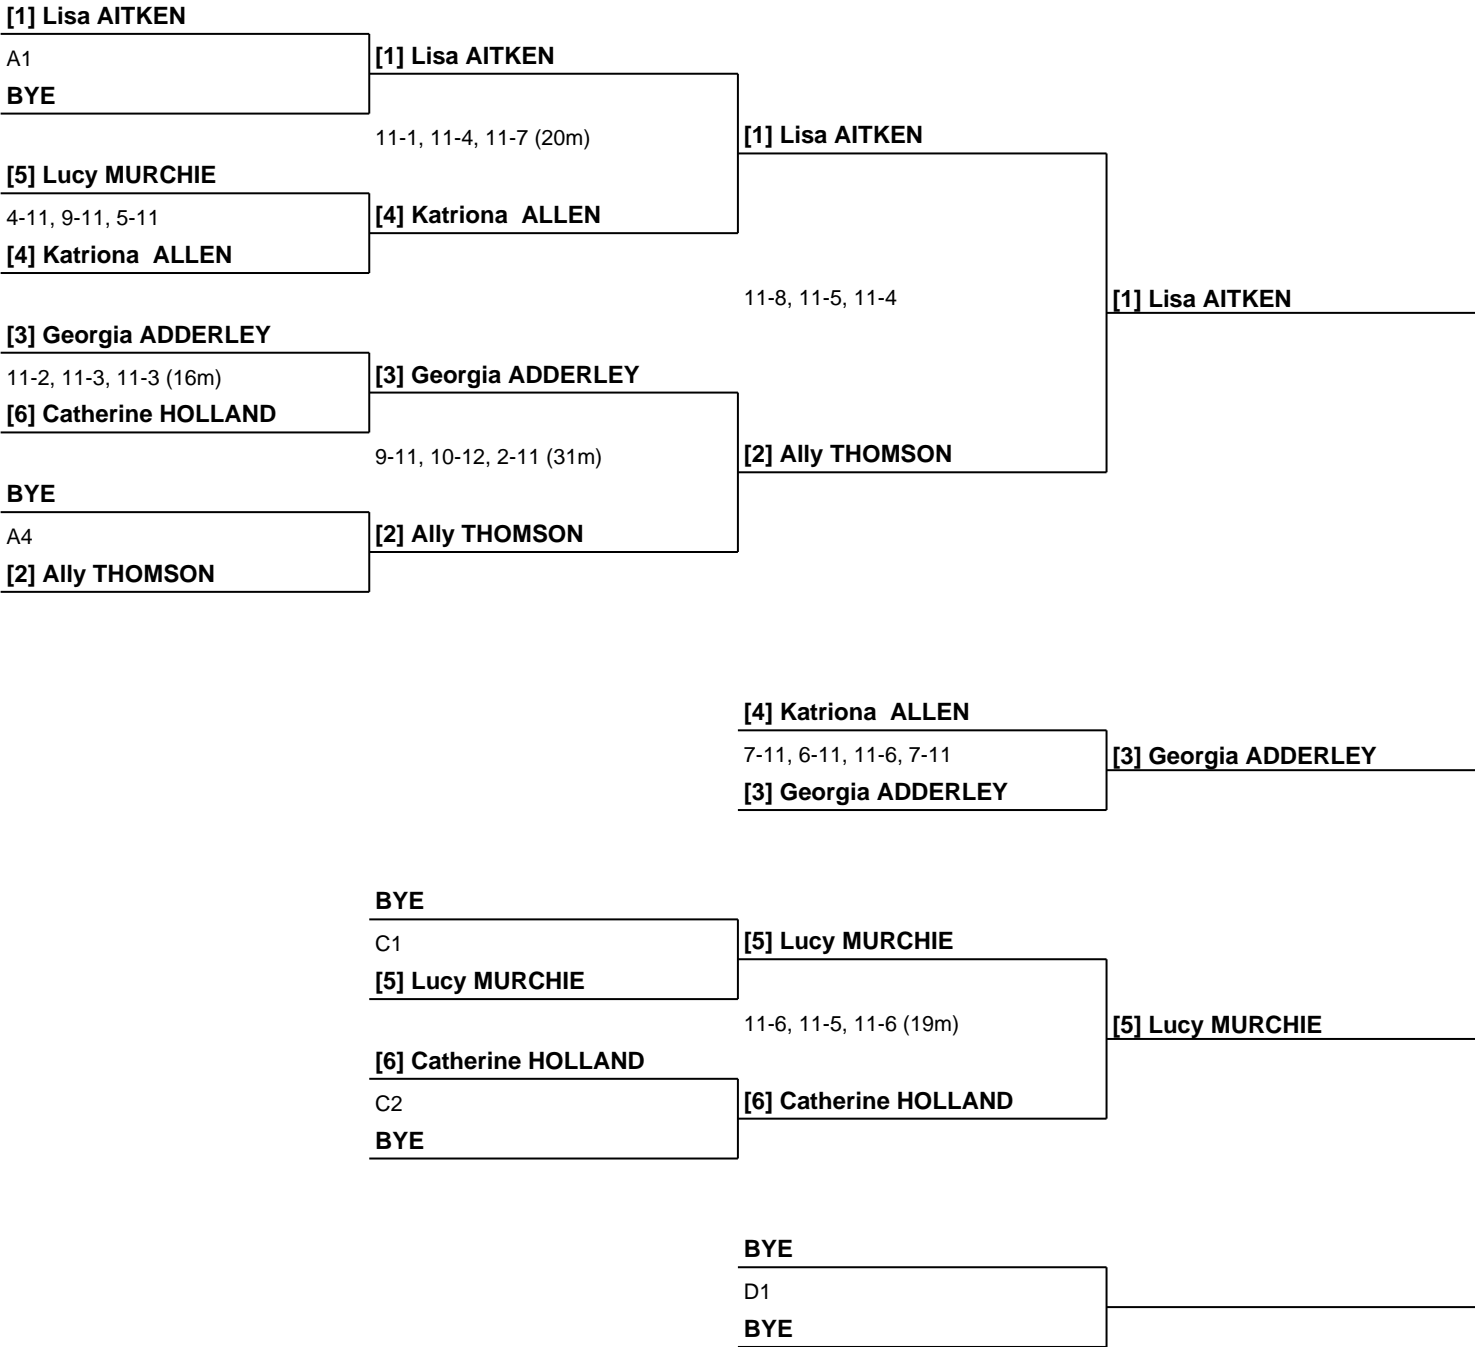 [1] Lisa AITKEN
A1
[1] Lisa AITKEN
BYE
11-1, 11-4, 11-7 (20m)
[1] Lisa AITKEN
[5] Lucy MURCHIE
4-11, 9-11, 5-11
[4] Katriona  ALLEN
[4] Katriona  ALLEN
11-8, 11-5, 11-4
[1] Lisa AITKEN
[3] Georgia ADDERLEY
11-2, 11-3, 11-3 (16m)
[3] Georgia ADDERLEY
[6] Catherine HOLLAND
9-11, 10-12, 2-11 (31m)
[2] Ally THOMSON
BYE
A4
[2] Ally THOMSON
[2] Ally THOMSON
[4] Katriona  ALLEN
7-11, 6-11, 11-6, 7-11
[3] Georgia ADDERLEY
[3] Georgia ADDERLEY
BYE
C1
[5] Lucy MURCHIE
[5] Lucy MURCHIE
11-6, 11-5, 11-6 (19m)
[5] Lucy MURCHIE
[6] Catherine HOLLAND
C2
[6] Catherine HOLLAND
BYE
BYE
D1
BYE